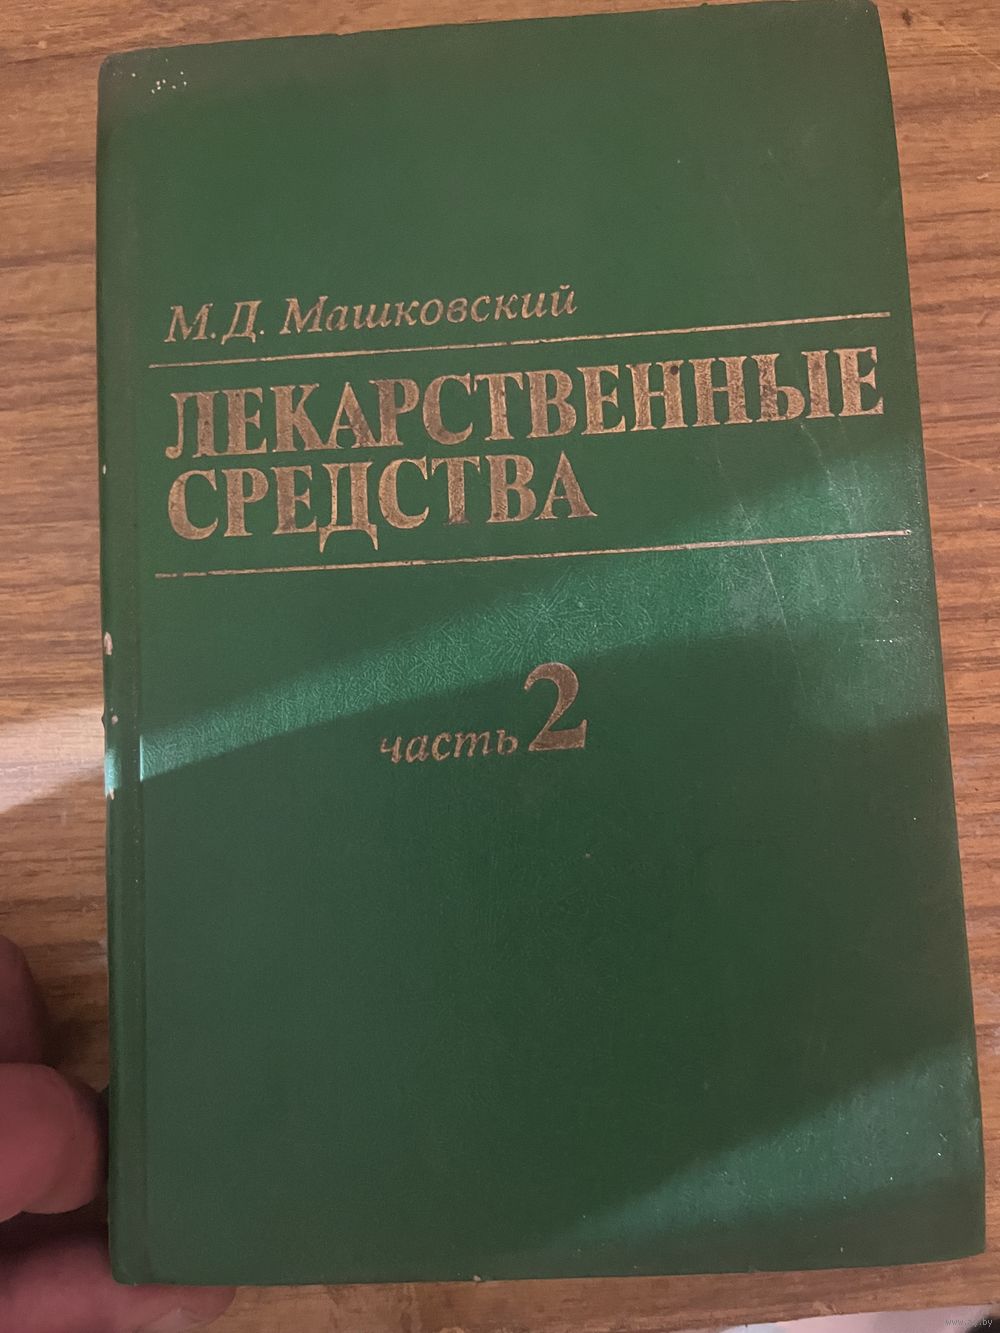 М.Д. Машковский
ЛЕКАРСТВЕННЫЕ
СРЕДСТВА
часть 2